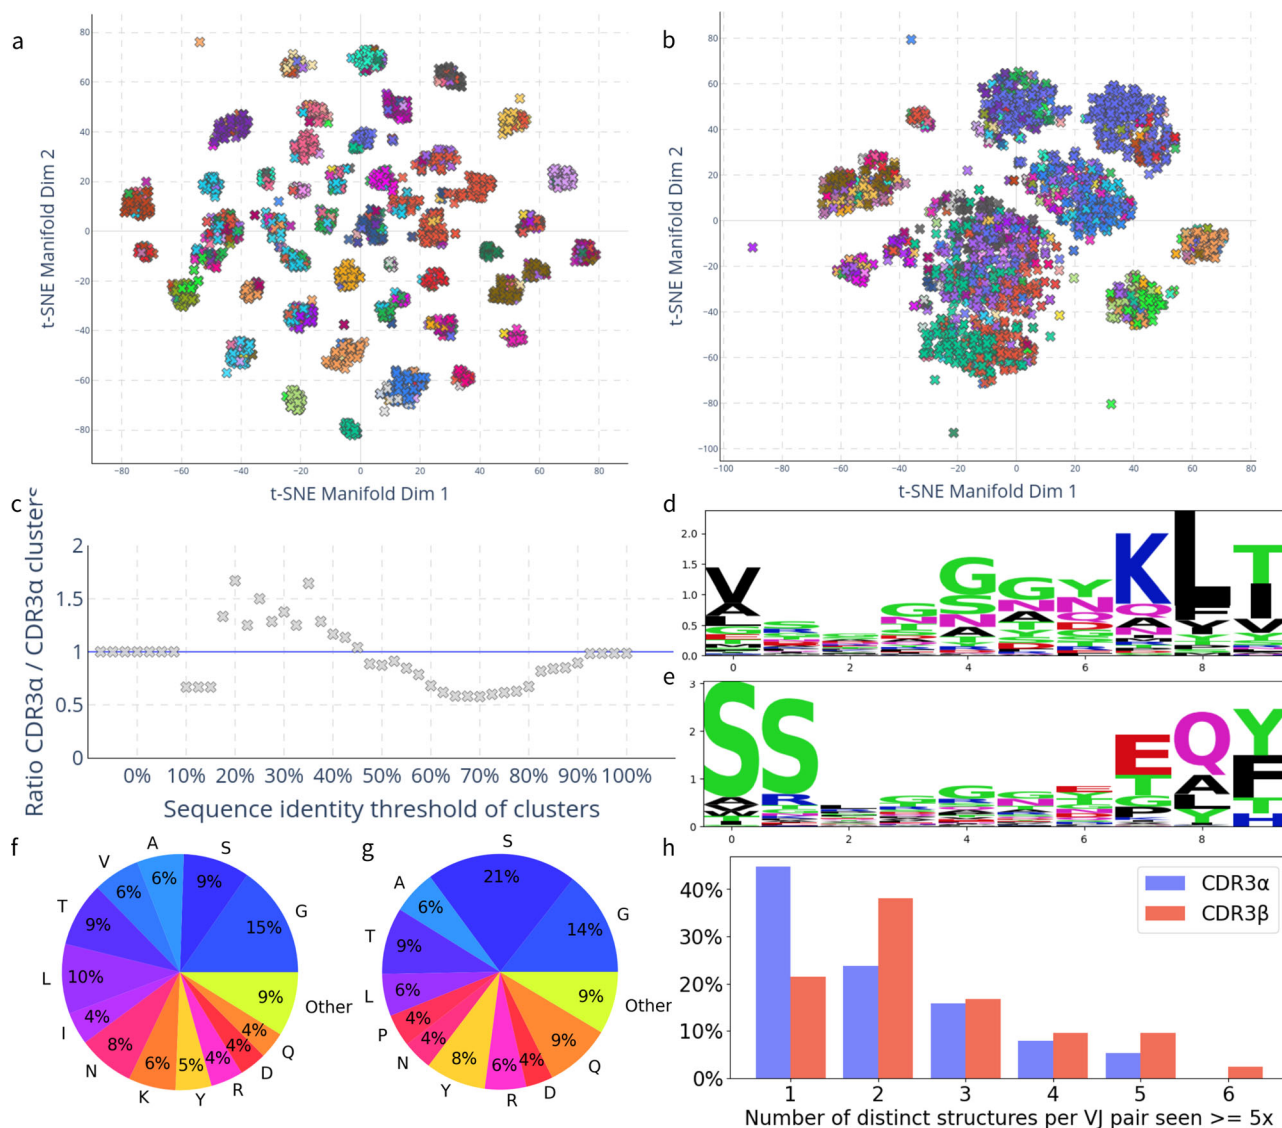 a
b
80
60
40
20
0
−20
−40
−60
−80
−80
−60
−40
−20
0
20
40
60
80
t-SNE Manifold Dim 2
t-SNE Manifold Dim 1
80
60
40
20
0
−20
−40
−60
−80
−100
−100
−80
−60
−40
−20
0
20
40
60
80
t-SNE Manifold Dim 2
t-SNE Manifold Dim 1
c
Ratio CDR3α / CDR3α clusters
2
1.5
1
0.5
0
0% 10% 20% 30% 40% 50% 60% 70% 80% 90% 100%
Sequence identity threshold of clusters
d
2.0
1.5
1.0
0.5
0.0
0 2 4 6 8
V G S G G N Y N K Q L T I
e
3
2
1
0
0 2 4 6 8
S S R E T Q A Y F T
f
V A S
T 6% 6% 9% G
9% 15%
L 10%
9% Other
I 4%
N 8% 6% 5% 4% 4% 4% Q
K Y R D
g
S
A 21% G
6% 14%
T 9%
L 6% 9% Other
P 4%
N 4% 8% 6% 4% 9% Q
Y R D
h
CDR3α
CDR3β
40%
30%
20%
10%
0%
1 2 3 4 5 6
Number of distinct structures per VJ pair seen >= 5x